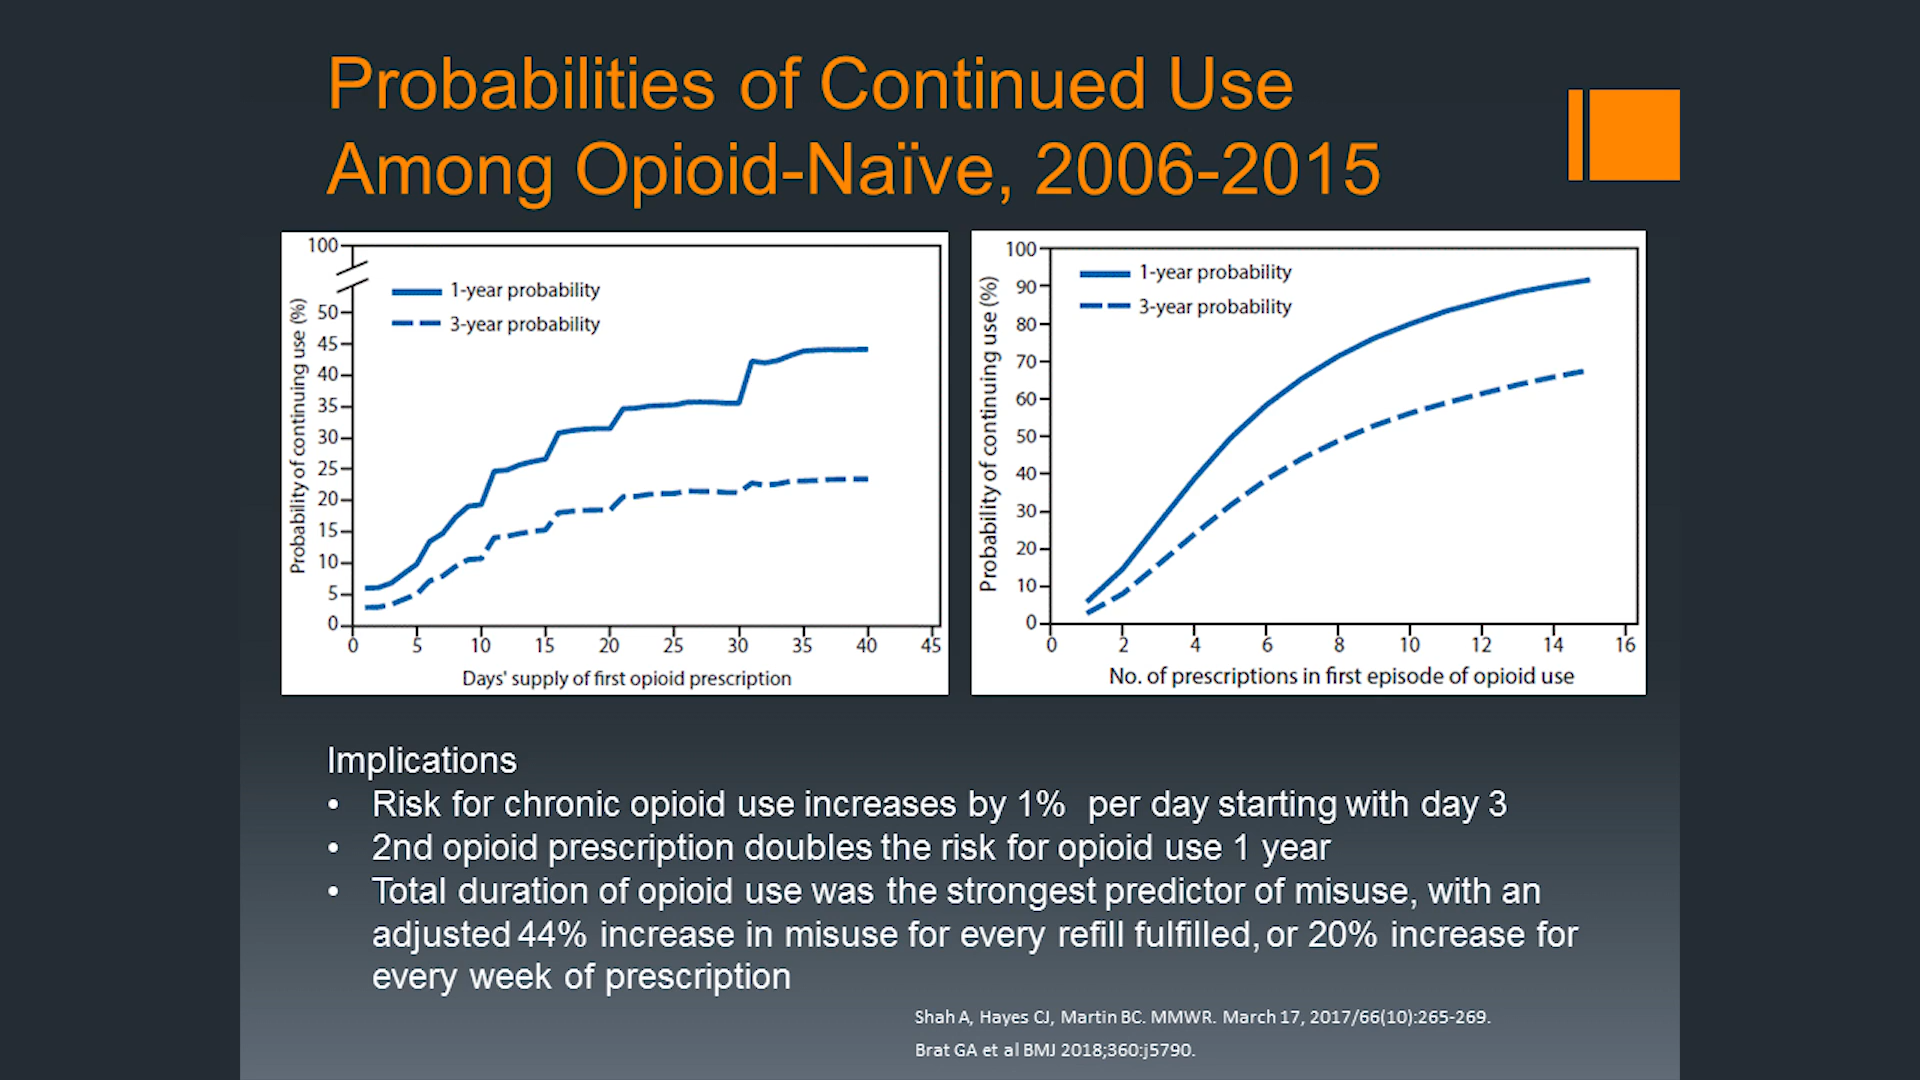 Probabilities of Continued Use
Among Opioid-Naïve, 2006-2015
100
50
45
40
35
30
25
20
15
10
5
0
Probability of continuing use (%)
1-year probability
3-year probability
0 5 10 15 20 25 30 35 40 45
Days' supply of first opioid prescription
100
90
80
70
60
50
40
30
20
10
0
Probability of continuing use (%)
1-year probability
3-year probability
0 2 4 6 8 10 12 14 16
No. of prescriptions in first episode of opioid use
Implications
• Risk for chronic opioid use increases by 1% per day starting with day 3
• 2nd opioid prescription doubles the risk for opioid use 1 year
• Total duration of opioid use was the strongest predictor of misuse, with an
adjusted 44% increase in misuse for every refill fulfilled, or 20% increase for
every week of prescription
Shah A, Hayes CJ, Martin BC. MMWR. March 17, 2017/66(10):265-269.
Brat GA et al BMJ 2018;360:j5790.